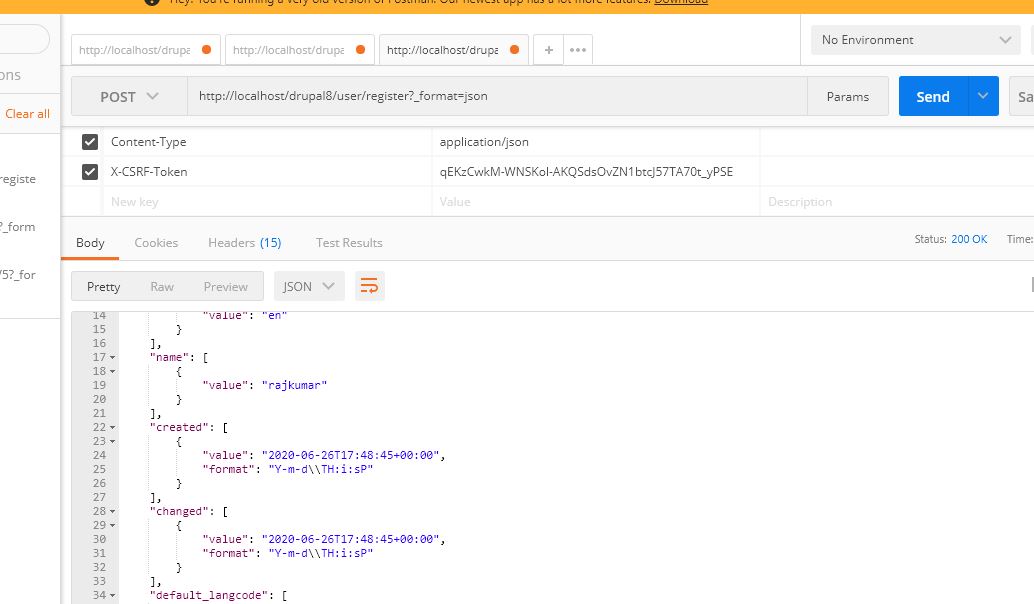 Hey! You're running a very old version of Postman. Our newest app has a lot more features. Download
http://localhost/drupa http://localhost/drupa http://localhost/drupa + ••• No Environment
ons
Clear all
POST http://localhost/drupal8/user/register?_format=json Params Send Sa
Content-Type application/json
X-CSRF-Token qEKzCwkM-WNSKol-AKQSdsOvZN1btcJ57TA70t_yPSE
New key Value Description
registe
?_form
/5?_for
Body Cookies Headers (15) Test Results Status: 200 OK Time:
Pretty Raw Preview JSON
14 "value": "en"
15 }
16 ],
17 "name": [
18 {
19 "value": "rajkumar"
20 }
21 ],
22 "created": [
23 {
24 "value": "2020-06-26T17:48:45+00:00",
25 "format": "Y-m-d\\TH:i:sP"
26 }
27 ],
28 "changed": [
29 {
30 "value": "2020-06-26T17:48:45+00:00",
31 "format": "Y-m-d\\TH:i:sP"
32 }
33 ],
34 "default_langcode": [